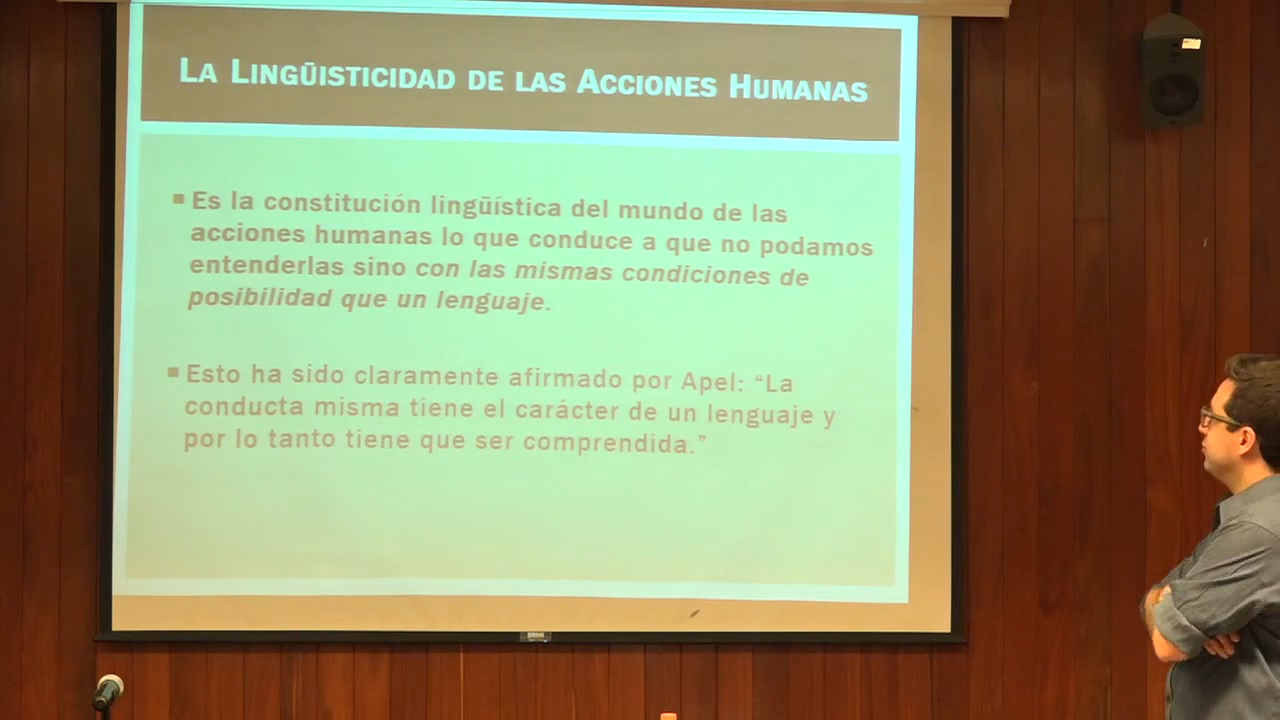 LA LINGÜISTICIDAD DE LAS ACCIONES HUMANAS
▪ Es la constitución lingüística del mundo de las
acciones humanas lo que conduce a que no podamos
entenderlas sino con las mismas condiciones de
posibilidad que un lenguaje.
▪ Esto ha sido claramente afirmado por Apel: “La
conducta misma tiene el carácter de un lenguaje y
por lo tanto tiene que ser comprendida.”